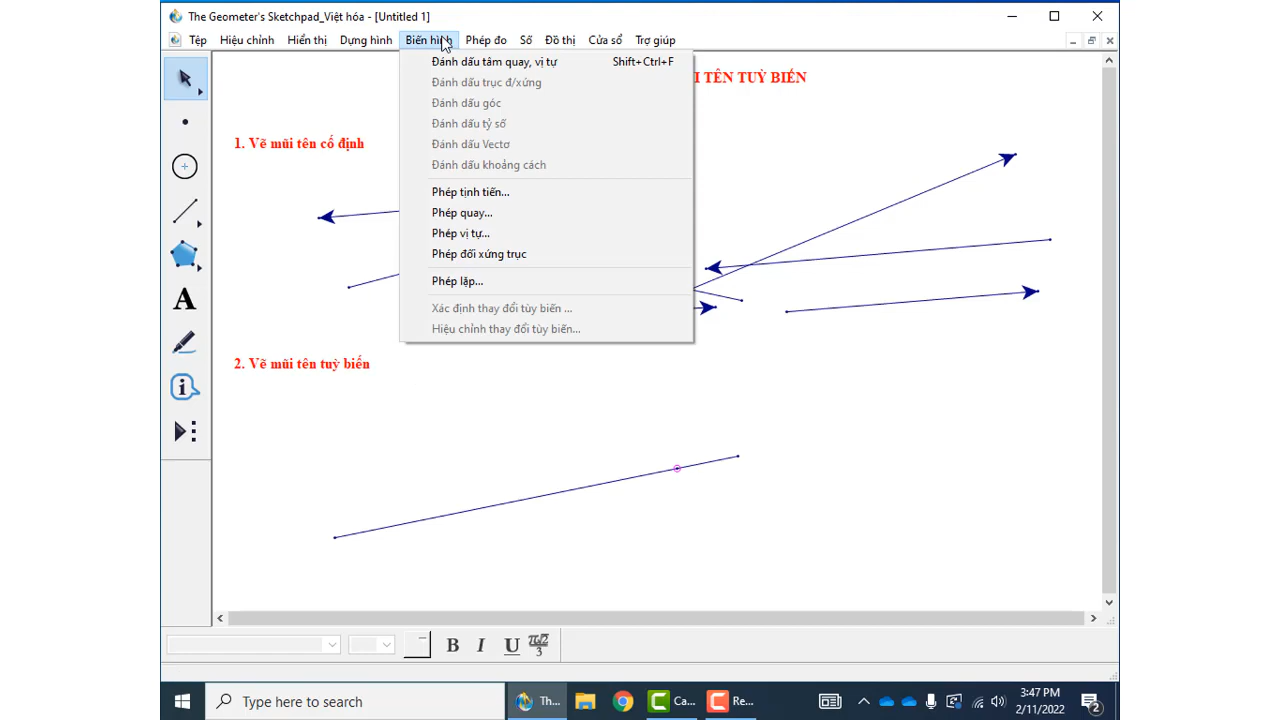 The Geometer's Sketchpad_Việt hóa - [Untitled 1]
Tệp Hiệu chỉnh Hiển thị Dựng hình Biến hình Phép đo Số Đồ thị Cửa sổ Trợ giúp
Đánh dấu tâm quay, vị tự Shift+Ctrl+F
I TÊN TUỲ BIẾN
Đánh dấu trục đ/xứng
Đánh dấu góc
Đánh dấu tỷ số
Đánh dấu Vectơ
Đánh dấu khoảng cách
Phép tịnh tiến...
Phép quay...
Phép vị tự...
Phép đối xứng trục
Phép lặp...
Xác định thay đổi tùy biến ...
Hiệu chỉnh thay đổi tùy biến...
1. Vẽ mũi tên cố định
2. Vẽ mũi tên tuỳ biến
A
B I U π√2/3
Type here to search
Th...
Ca...
Re...
3:47 PM
2/11/2022
2